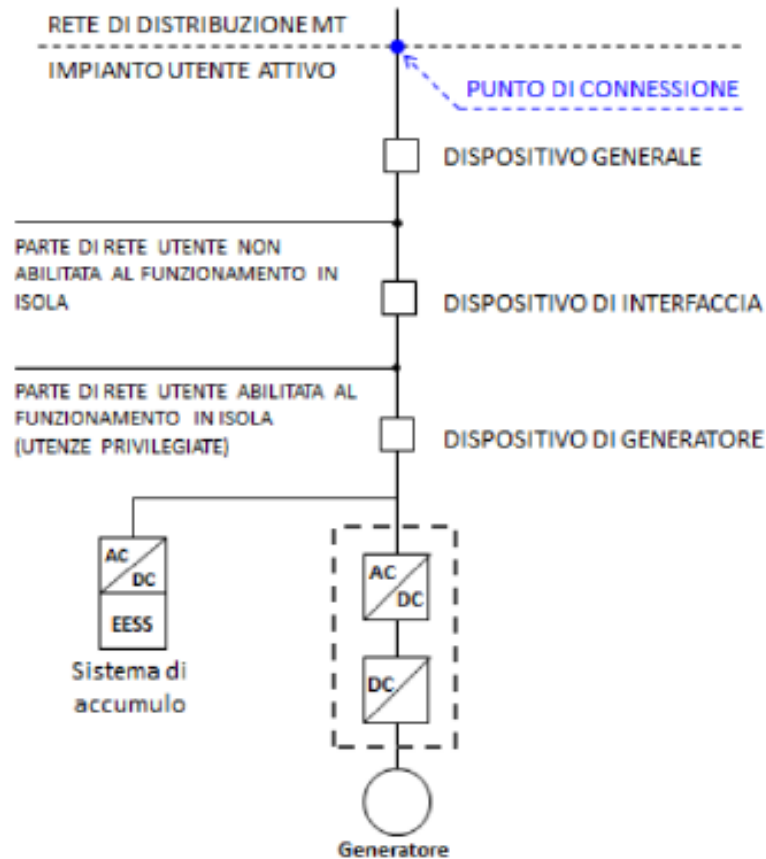 RETE DI DISTRIBUZIONE MT
IMPIANTO UTENTE ATTIVO
PUNTO DI CONNESSIONE
DISPOSITIVO GENERALE
PARTE DI RETE UTENTE NON
ABILITATA AL FUNZIONAMENTO IN
ISOLA
DISPOSITIVO DI INTERFACCIA
PARTE DI RETE UTENTE ABILITATA AL
FUNZIONAMENTO IN ISOLA
(UTENZE PRIVILEGIATE)
DISPOSITIVO DI GENERATORE
AC
DC
EESS
Sistema di
accumulo
AC
DC
DC
Generatore